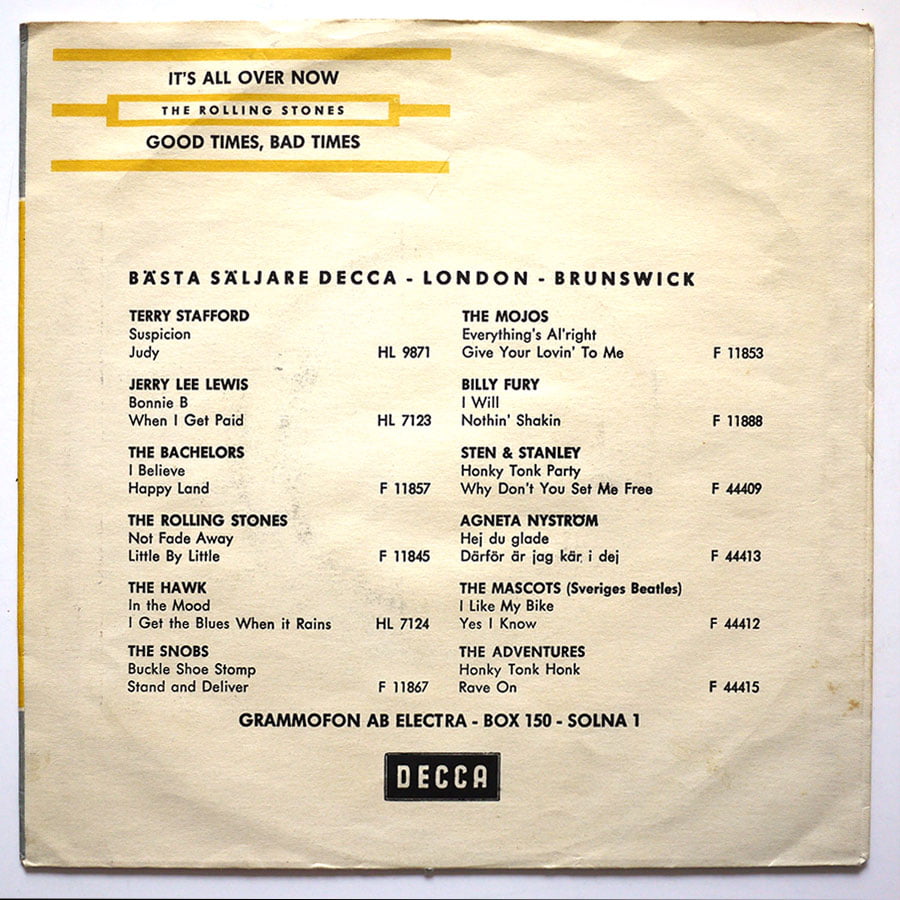 IT'S ALL OVER NOW
THE ROLLING STONES
GOOD TIMES, BAD TIMES
BÄSTA SÄLJARE DECCA - LONDON - BRUNSWICK
TERRY STAFFORD
Suspicion
Judy HL 9871
JERRY LEE LEWIS
Bonnie B
When I Get Paid HL 7123
THE BACHELORS
I Believe
Happy Land F 11857
THE ROLLING STONES
Not Fade Away
Little By Little F 11845
THE HAWK
In the Mood
I Get the Blues When it Rains HL 7124
THE SNOBS
Buckle Shoe Stomp
Stand and Deliver F 11867
THE MOJOS
Everything's Al'right
Give Your Lovin' To Me F 11853
BILLY FURY
I Will
Nothin' Shakin F 11888
STEN & STANLEY
Honky Tonk Party
Why Don't You Set Me Free F 44409
AGNETA NYSTRÖM
Hej du glade
Därför är jag kär i dej F 44413
THE MASCOTS (Sveriges Beatles)
I Like My Bike
Yes I Know F 44412
THE ADVENTURES
Honky Tonk Honk
Rave On F 44415
GRAMMOFON AB ELECTRA - BOX 150 - SOLNA 1
DECCA